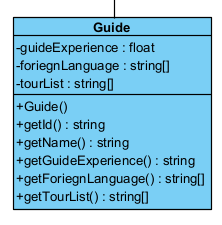 Guide
-guideExperience : float
-foriegnLanguage : string[]
-tourList : string[]
+Guide()
+getId() : string
+getName() : string
+getGuideExperience() : string
+getForiegnLanguage() : string[]
+getTourList() : string[]